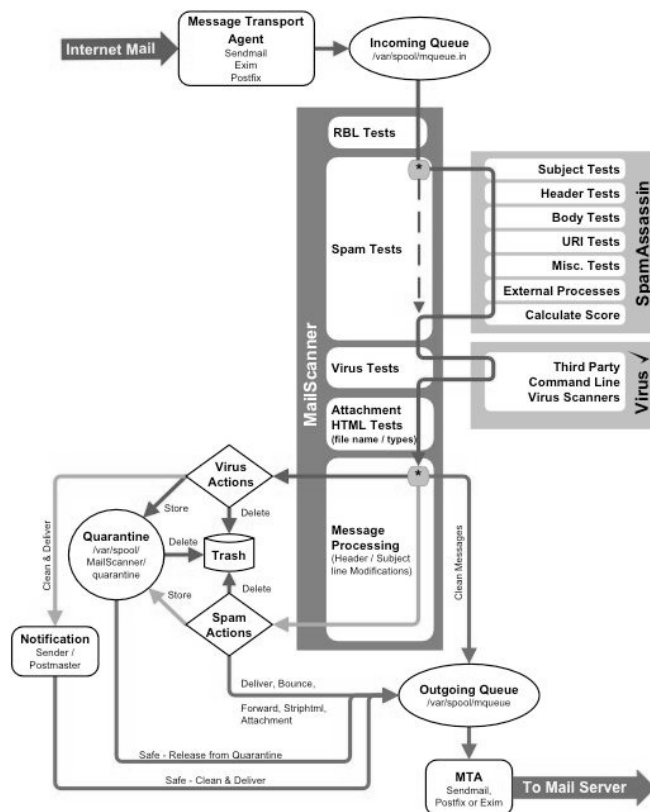 Message Transport
Agent
Sendmail
Exim
Postfix
Internet Mail
Incoming Queue
/var/spool/mqueue.in
MailScanner
RBL Tests
*
Spam Tests
Subject Tests
Header Tests
Body Tests
URI Tests
Misc. Tests
External Processes
Calculate Score
SpamAssassin
Virus Tests
Third Party
Command Line
Virus Scanners
Virus
Attachment
HTML Tests
(file name / types)
*
Message
Processing
(Header / Subject
line Modifications)
Clean Messages
Virus
Actions
Store
Delete
Clean & Deliver
Quarantine
/var/spool/
MailScanner/
quarantine
Delete
Trash
Delete
Store
Spam
Actions
Notification
Sender /
Postmaster
Deliver, Bounce,
Forward, Striphtml,
Attachment
Outgoing Queue
/var/spool/mqueue
Safe - Release from Quarantine
Safe - Clean & Deliver
MTA
Sendmail,
Postfix or Exim
To Mail Server